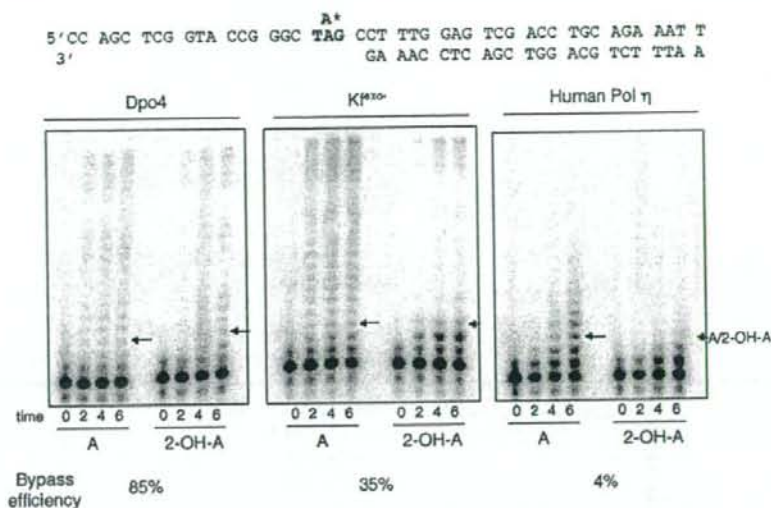 A*
5'CC AGC TCG GTA CCG GGC TAG CCT TTG GAG TCGACC TGC AGA AAT T
3' GA AAC CTC AGC TGG ACG TCT TTA A
Dpo4 Kfexo- Human Pol η
A/2-OH-A
time 0 2 4 6 0 2 4 6 0 2 4 6 0 2 4 6 0 2 4 6 0 2 4 6
A 2-OH-A A 2-OH-A A 2-OH-A
Bypass efficiency 85% 35% 4%